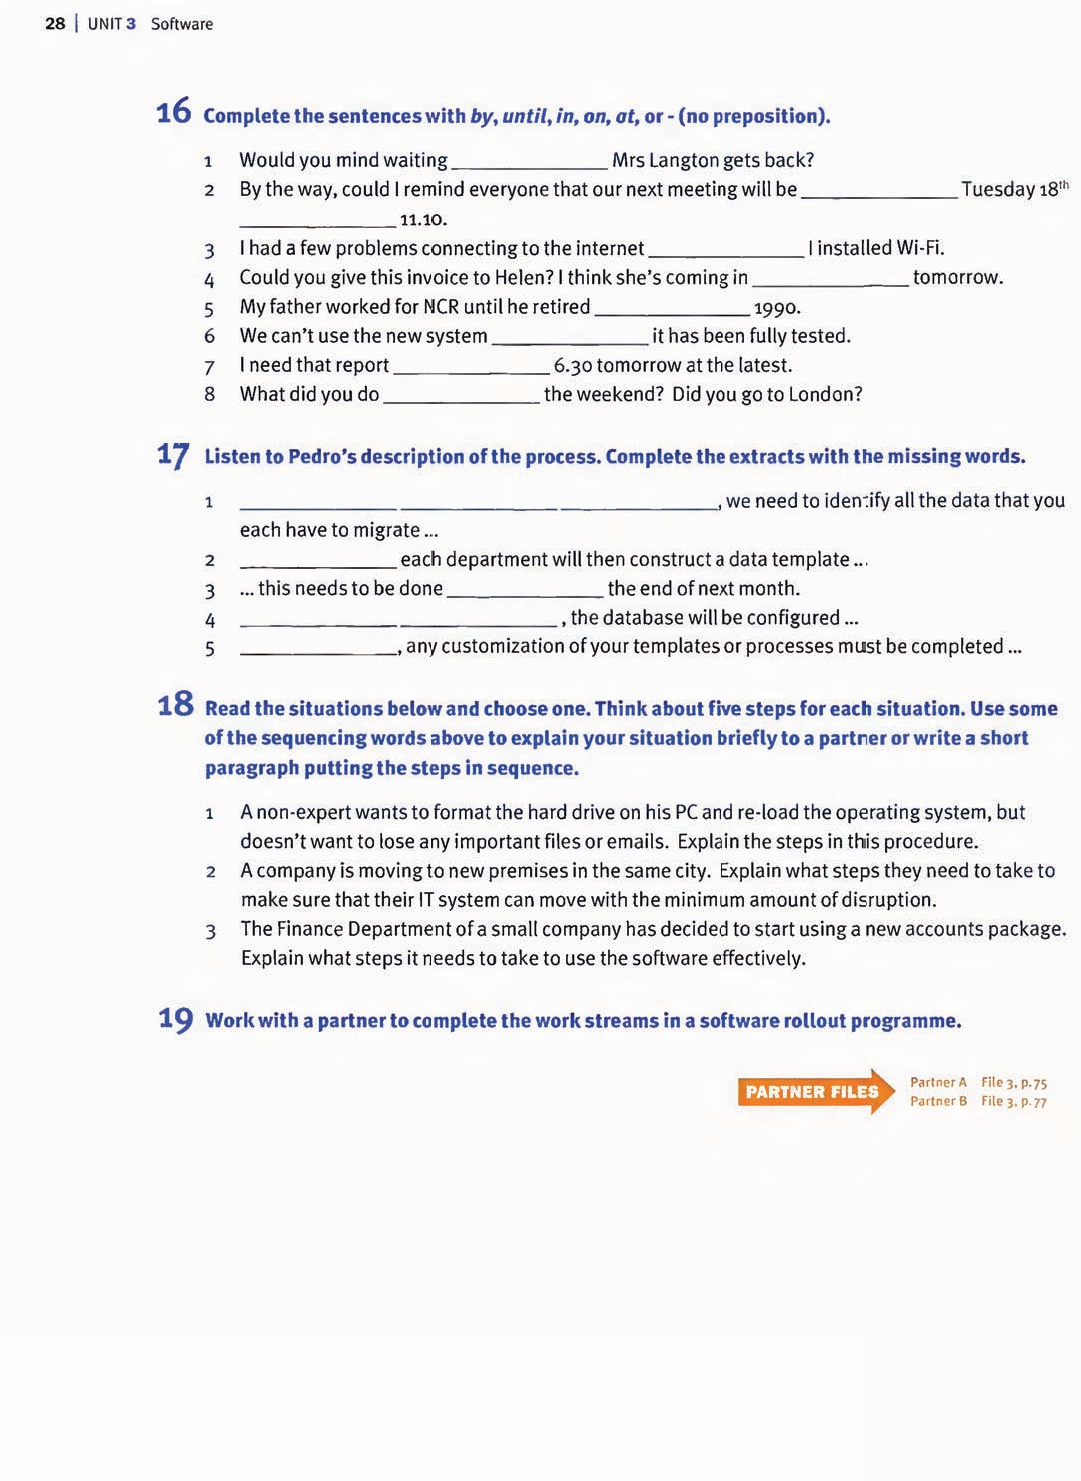 28 | UNIT 3 Software
16 Complete the sentences with by, until, in, on, at, or - (no preposition).
1 Would you mind waiting ______________ Mrs Langton gets back?
2 By the way, could I remind everyone that our next meeting will be ______________ Tuesday 18th
______________ 11.10.
3 I had a few problems connecting to the internet ______________ I installed Wi-Fi.
4 Could you give this invoice to Helen? I think she's coming in ______________ tomorrow.
5 My father worked for NCR until he retired ______________ 1990.
6 We can't use the new system ______________ it has been fully tested.
7 I need that report ______________ 6.30 tomorrow at the latest.
8 What did you do ______________ the weekend? Did you go to London?
17 Listen to Pedro's description of the process. Complete the extracts with the missing words.
1 ______________ ______________ ______________, we need to identify all the data that you
each have to migrate ...
2 ______________ each department will then construct a data template ...
3 ... this needs to be done ______________ the end of next month.
4 ______________ ______________, the database will be configured ...
5 ______________, any customization of your templates or processes must be completed ...
18 Read the situations below and choose one. Think about five steps for each situation. Use some
of the sequencing words above to explain your situation briefly to a partner or write a short
paragraph putting the steps in sequence.
1 A non-expert wants to format the hard drive on his PC and re-load the operating system, but
doesn't want to lose any important files or emails. Explain the steps in this procedure.
2 A company is moving to new premises in the same city. Explain what steps they need to take to
make sure that their IT system can move with the minimum amount of disruption.
3 The Finance Department of a small company has decided to start using a new accounts package.
Explain what steps it needs to take to use the software effectively.
19 Work with a partner to complete the work streams in a software rollout programme.
PARTNER FILES
Partner A File 3, p.75
Partner B File 3, p.77